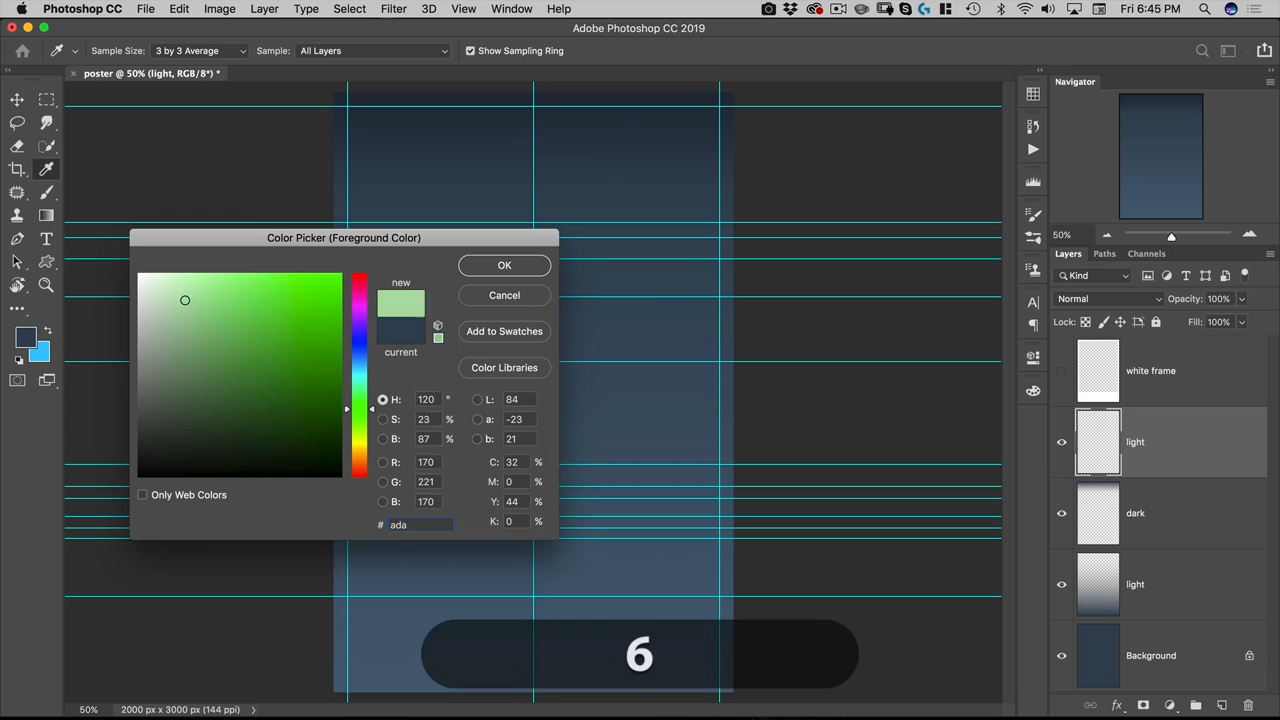 Photoshop CC File Edit Image Layer Type Select Filter 3D View Window Help Fri 6:45 PM
Adobe Photoshop CC 2019
Sample Size: 3 by 3 Average Sample: All Layers Show Sampling Ring
poster @ 50% (light, RGB/8*) *
Navigator
50%
Layers Paths Channels
Kind
Normal Opacity: 100%
Lock: Fill: 100%
white frame
light
dark
light
Background
Color Picker (Foreground Color)
new
current
OK
Cancel
Add to Swatches
Color Libraries
H: 120 ° L: 84
S: 23 % a: -23
B: 87 % b: 21
R: 170 C: 32 %
G: 221 M: 0 %
B: 170 Y: 44 %
# ada K: 0 %
Only Web Colors
6
50% 2000 px x 3000 px (144 ppi)